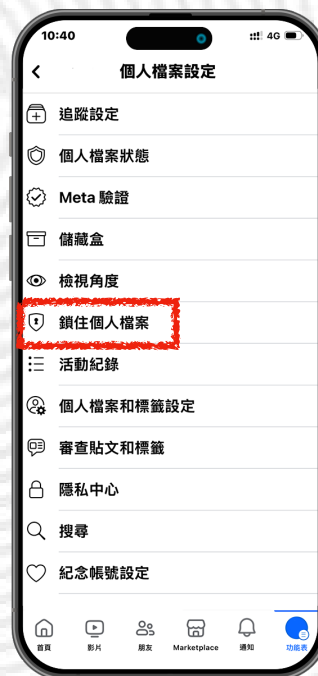 10:40
4G
個人檔案設定
追蹤設定
個人檔案狀態
Meta 驗證
儲藏盒
檢視角度
鎖住個人檔案
活動紀錄
個人檔案和標籤設定
審查貼文和標籤
隱私中心
搜尋
紀念帳號設定
首頁 影片 朋友 Marketplace 通知 功能表